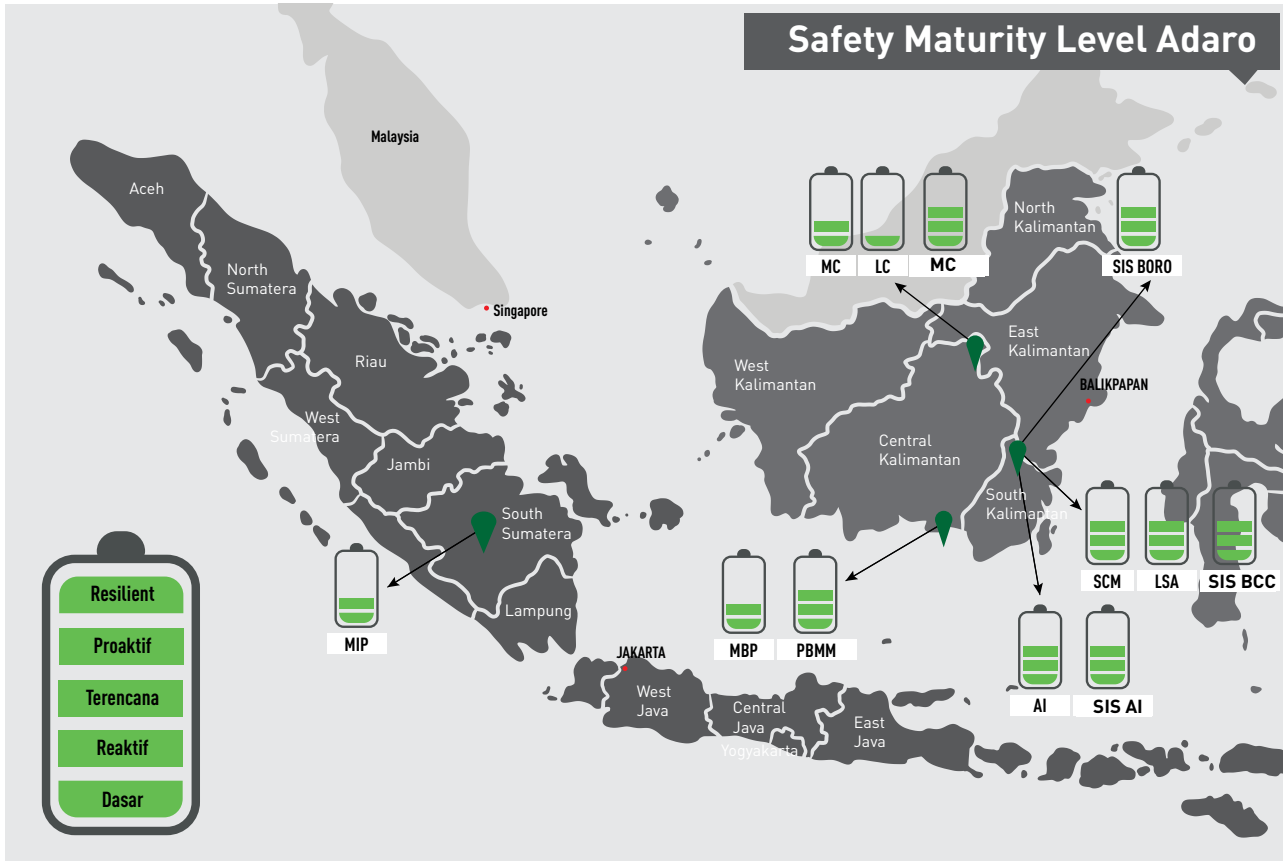 Safety Maturity Level Adaro
Malaysia
Aceh
North
Sumatera
Singapore
Riau
West
Sumatera
Jambi
South
Sumatera
Lampung
MIP
Resilient
Proaktif
Terencana
Reaktif
Dasar
MC
LC
MC
North
Kalimantan
SIS BORO
East
Kalimantan
West
Kalimantan
BALIKPAPAN
Central
Kalimantan
South
Kalimantan
SCM
LSA
SIS BCC
MBP
PBMM
AI
SIS AI
JAKARTA
West
Java
Central
Java
Yogyakarta
East
Java